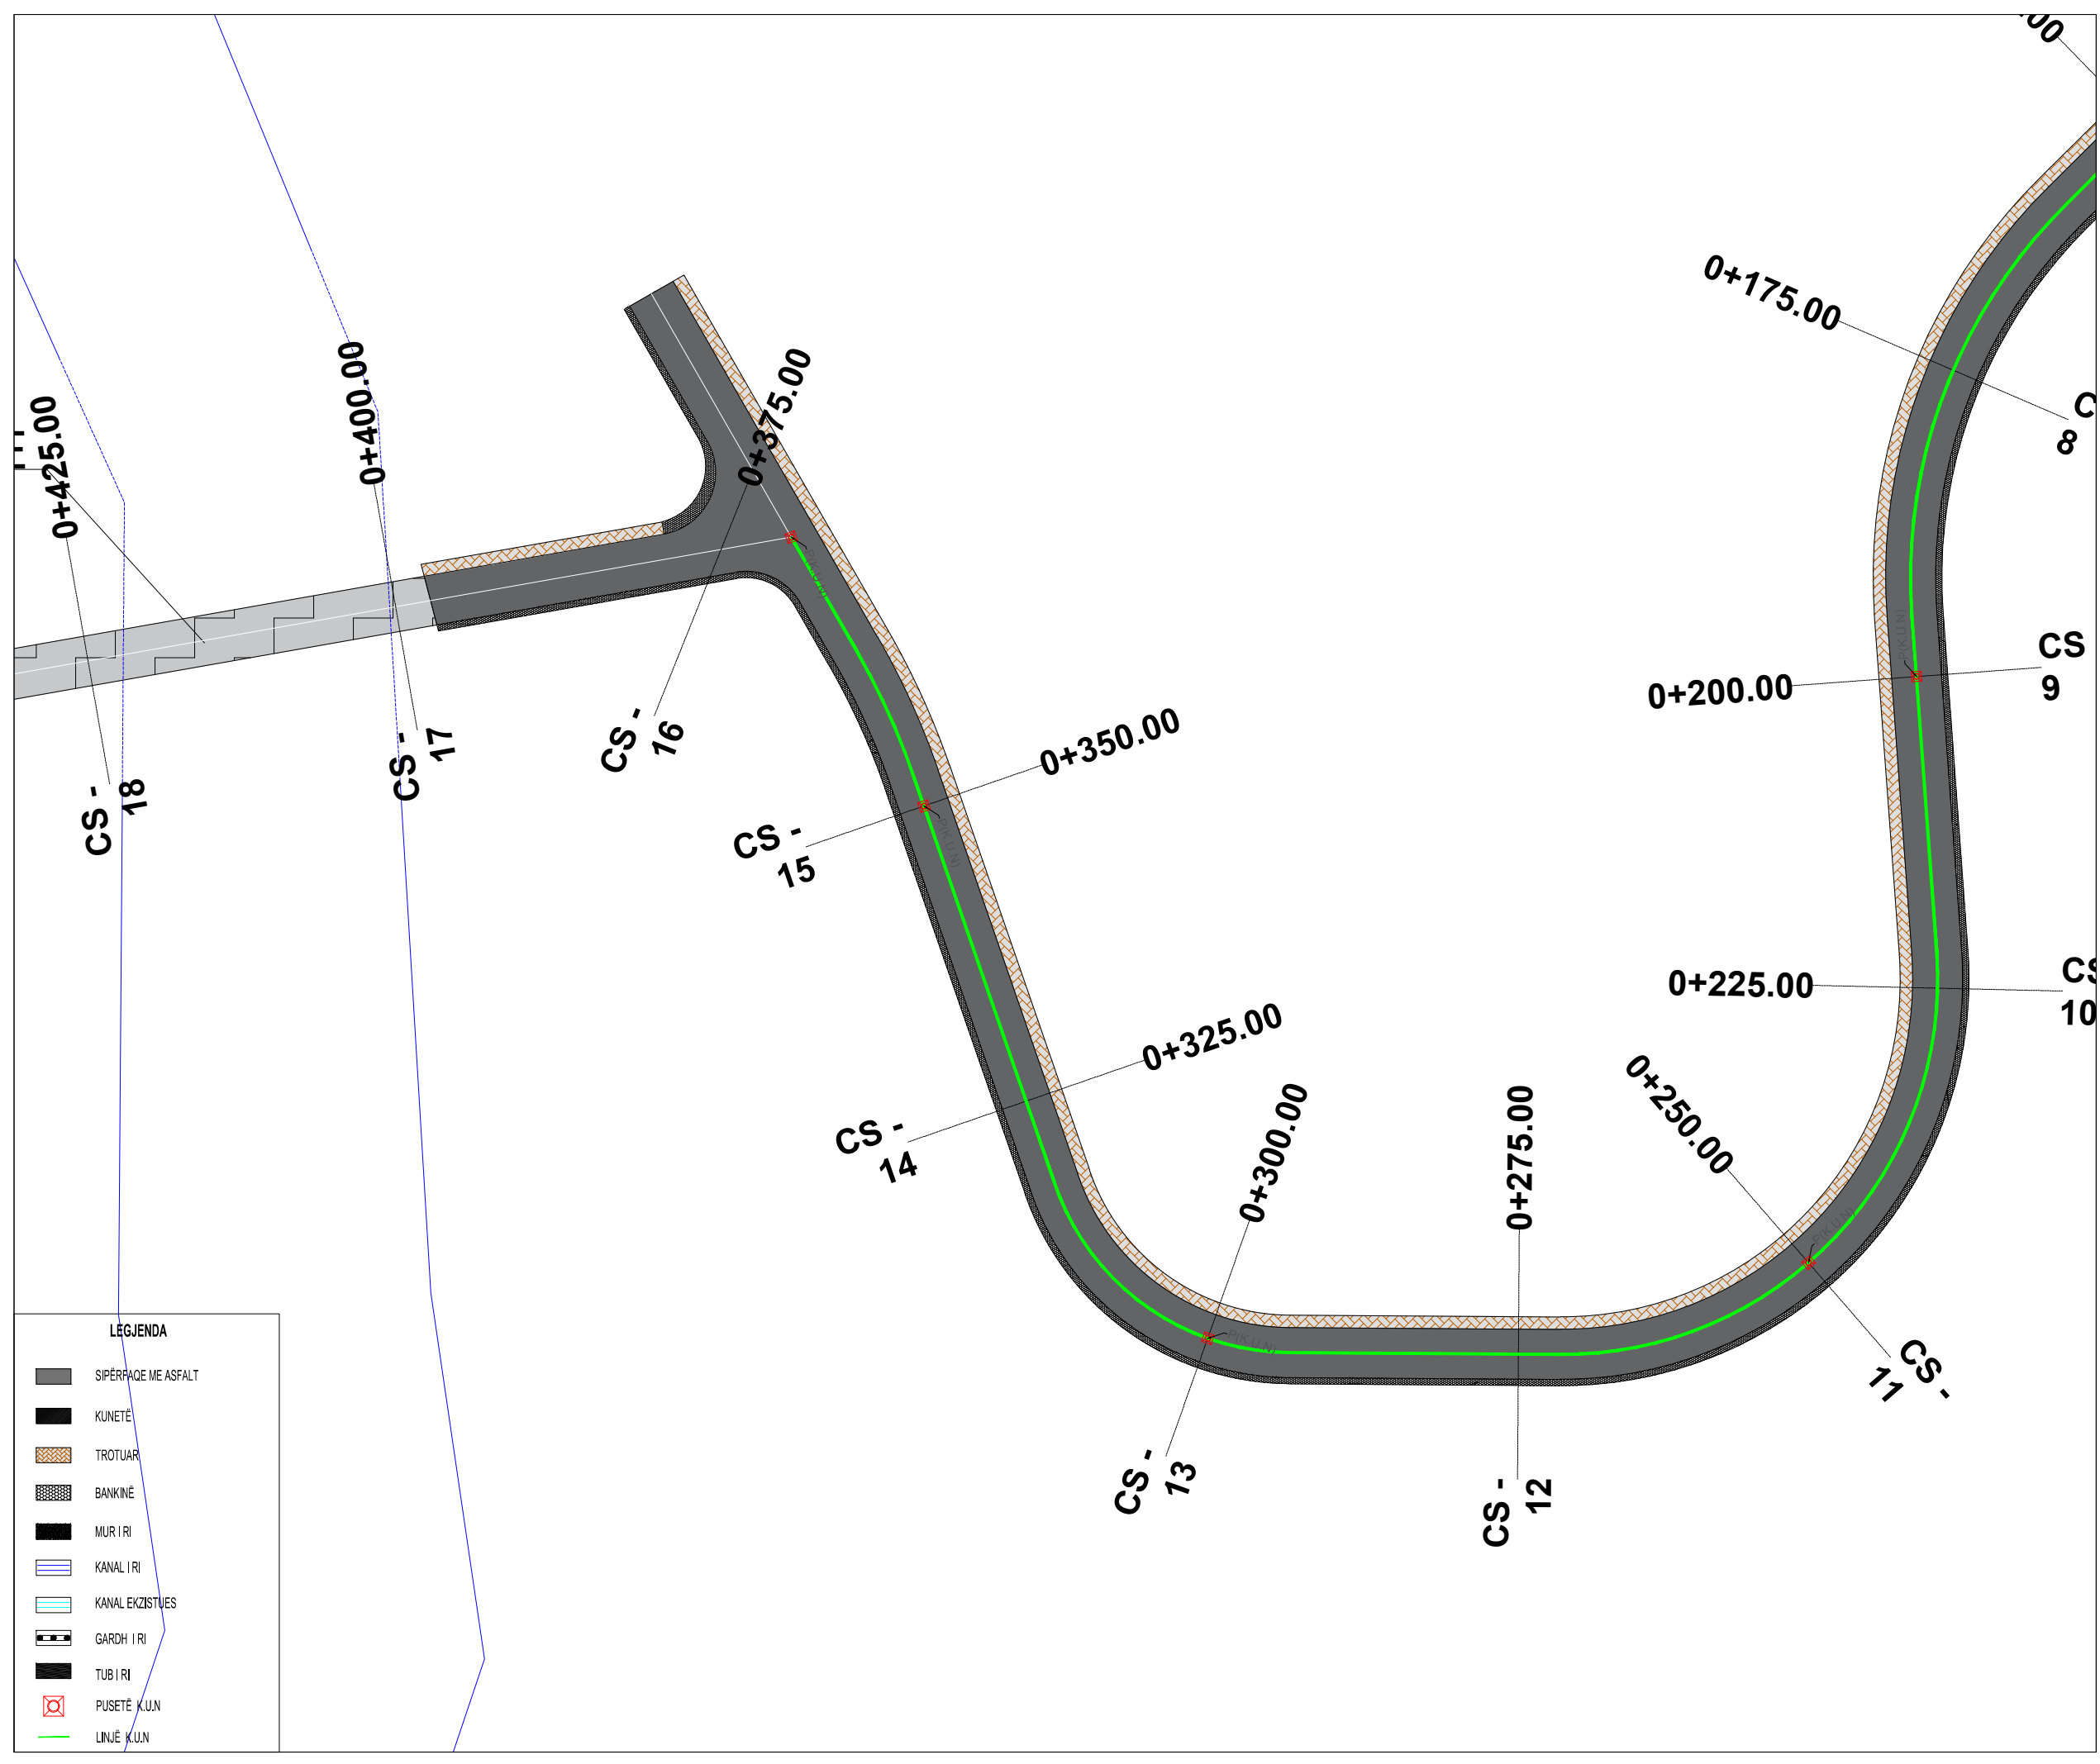 00
0+175.00
C
8
0+375.00
0+400.00
0+425.00
P(K.U.N)
P(K.U.N)
CS
9
0+200.00
CS -
16
0+350.00
CS -
17
CS -
18
CS -
15
P(K.U.N)
0+225.00
CS
10
0+325.00
CS -
14
0+250.00
0+300.00
0+275.00
P(K.U.N)
P(K.U.N)
CS -
11
CS -
13
CS -
12
LEGJENDA
SIPËRFAQE ME ASFALT
KUNETË
TROTUAR
BANKINË
MUR I RI
KANAL I RI
KANAL EKZISTUES
GARDH I RI
TUB I RI
PUSETË K.U.N
LINJË K.U.N